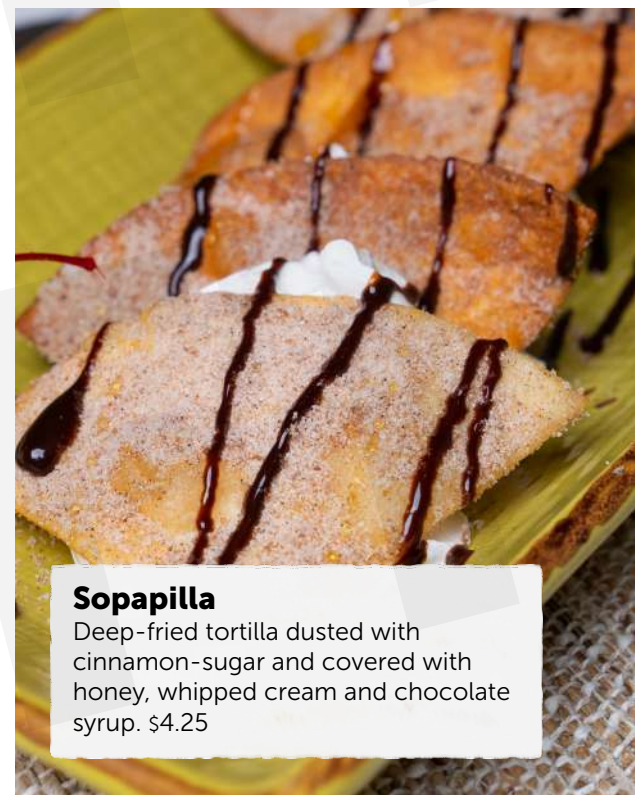 Sopapilla
Deep-fried tortilla dusted with
cinnamon-sugar and covered with
honey, whipped cream and chocolate
syrup. $4.25